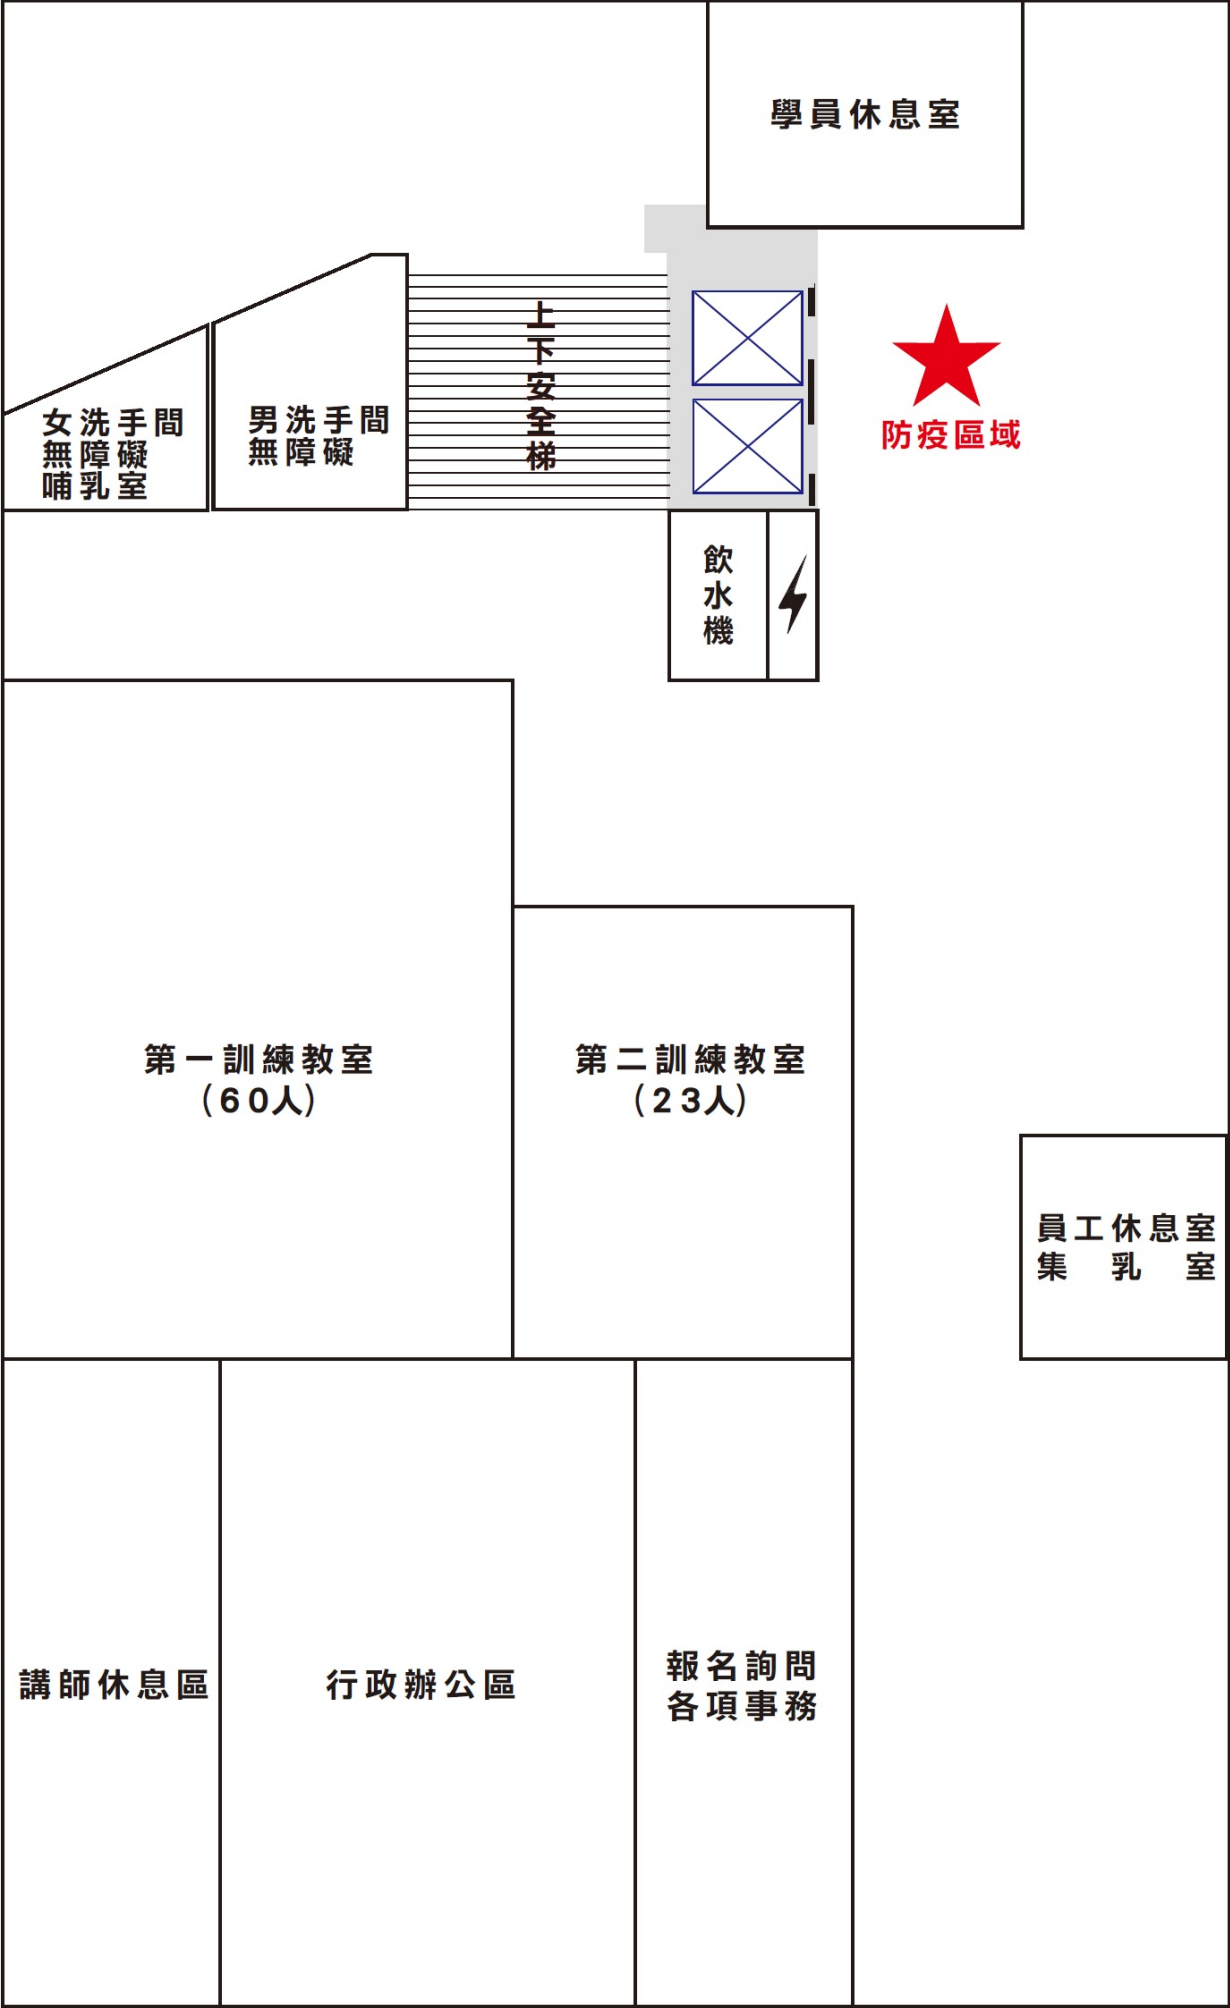 學員休息室
防疫區域
上下安全梯
女洗手間
無障礙
哺乳室
男洗手間
無障礙
飲水機
第一訓練教室
(60人)
第二訓練教室
(23人)
員工休息室
集乳室
講師休息區
行政辦公區
報名詢問
各項事務